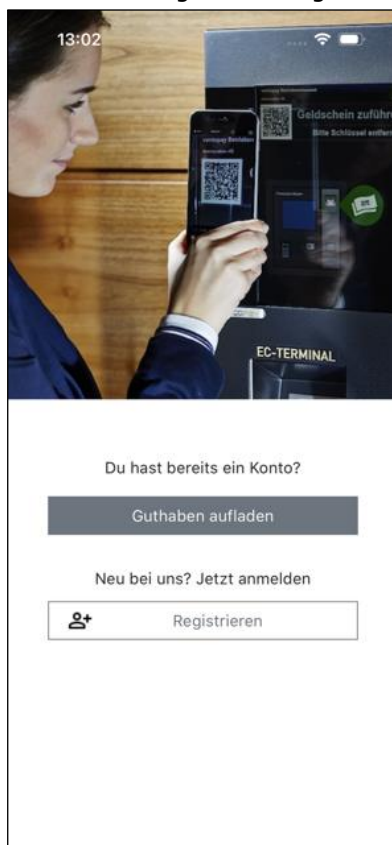 13:02
Geldschein zuführe
Bitte Schlüssel entfern
EC-TERMINAL
Du hast bereits ein Konto?
Guthaben aufladen
Neu bei uns? Jetzt anmelden
Registrieren